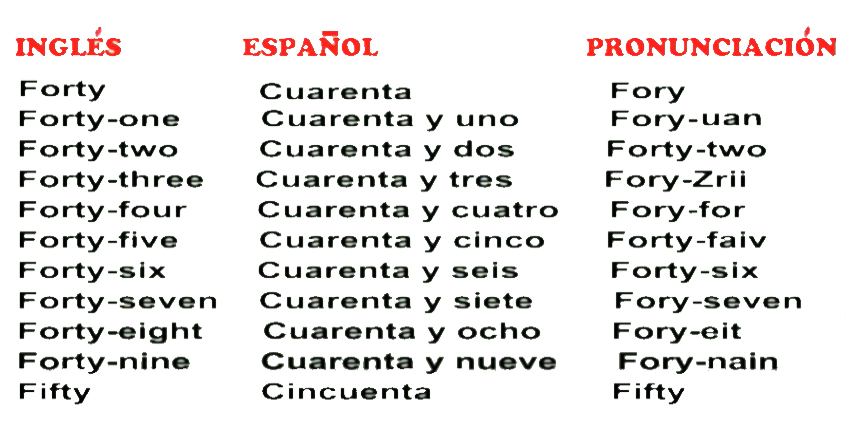 INGLÉS ESPAÑOL PRONUNCIACIÓN
Forty Cuarenta Fory
Forty-one Cuarenta y uno Fory-uan
Forty-two Cuarenta y dos Forty-two
Forty-three Cuarenta y tres Fory-Zrii
Forty-four Cuarenta y cuatro Fory-for
Forty-five Cuarenta y cinco Forty-faiv
Forty-six Cuarenta y seis Forty-six
Forty-seven Cuarenta y siete Fory-seven
Forty-eight Cuarenta y ocho Fory-eit
Forty-nine Cuarenta y nueve Fory-nain
Fifty Cincuenta Fifty